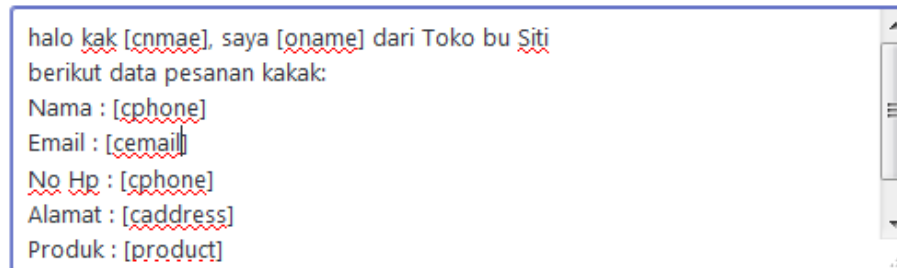 halo kak [cnmae], saya [oname] dari Toko bu Siti
berikut data pesanan kakak:
Nama : [cphone]
Email : [cemail]
No Hp : [cphone]
Alamat : [caddress]
Produk : [product]